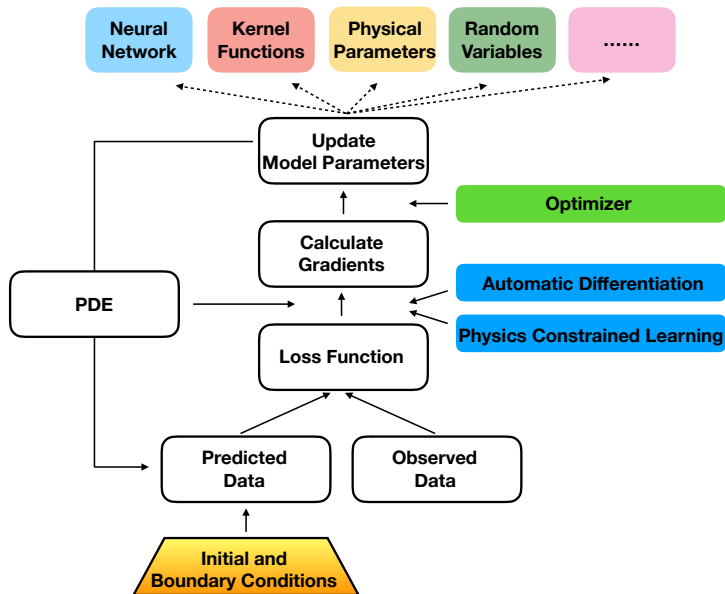 Neural
Network
Kernel
Functions
Physical
Parameters
Random
Variables
......
Update
Model Parameters
Optimizer
Calculate
Gradients
Automatic Differentiation
PDE
Physics Constrained Learning
Loss Function
Predicted
Data
Observed
Data
Initial and
Boundary Conditions